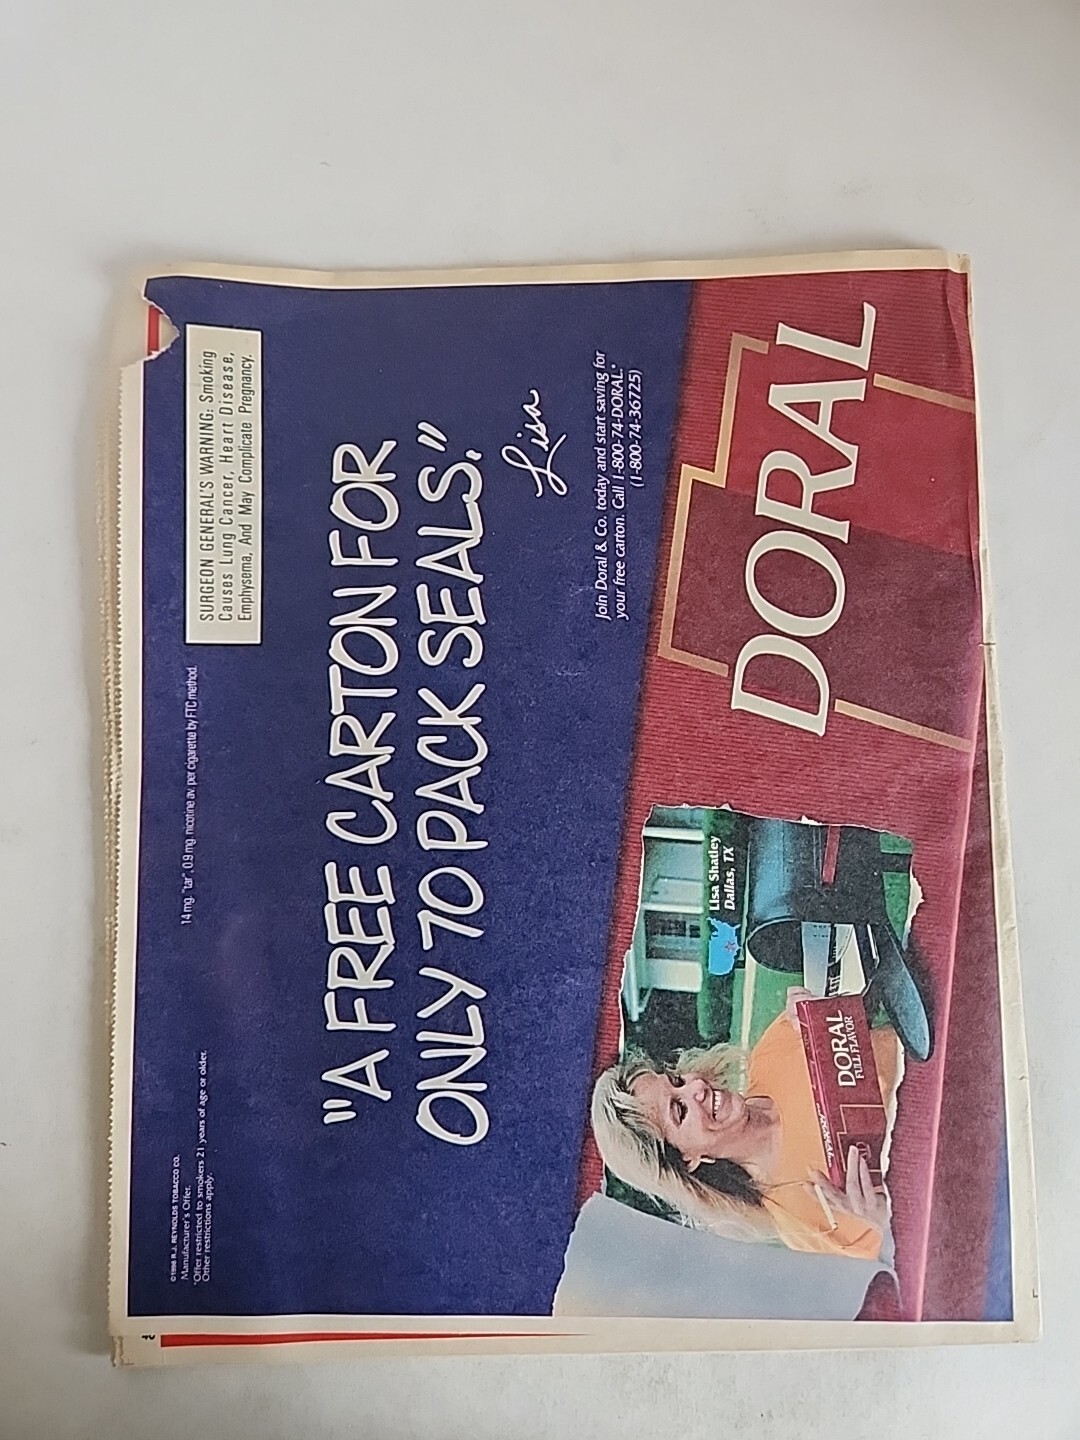 ©1998 R.J. REYNOLDS TOBACCO CO.
Manufacturer's Offer.
*Offer restricted to smokers 21 years of age or older.
Other restrictions apply.
14 mg. "tar", 0.9 mg. nicotine av. per cigarette by FTC method.
SURGEON GENERAL'S WARNING: Smoking
Causes Lung Cancer, Heart Disease,
Emphysema, And May Complicate Pregnancy.
"A FREE CARTON FOR
ONLY 70 PACK SEALS."
Lisa
Join Doral & Co. today and start saving for
your free carton. Call 1-800-74-DORAL.*
(1-800-74-36725)
Lisa Shatley
Dallas, TX
DORAL
FULL FLAVOR
DORAL